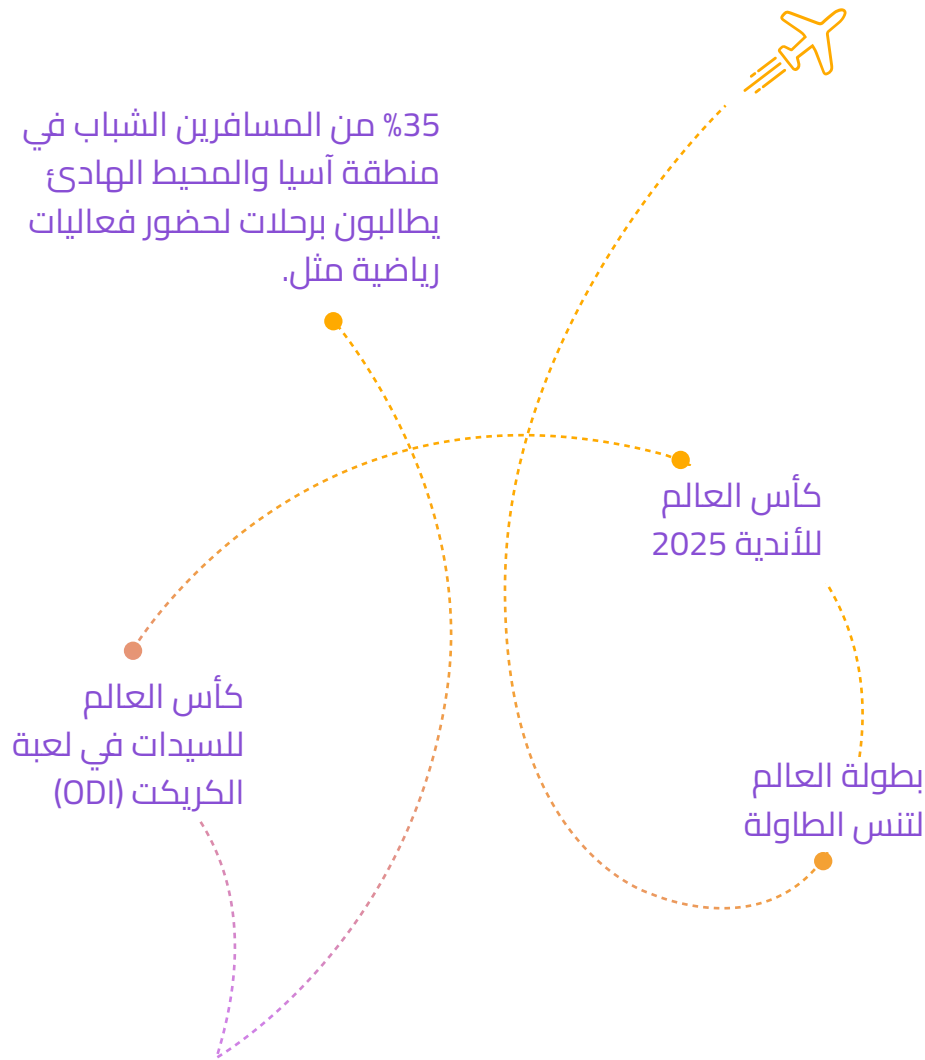 35% من المسافرين الشباب في
منطقة آسيا والمحيط الهادئ
يطالبون برحلات لحضور فعاليات
رياضية مثل.
كأس العالم
للأندية 2025
كأس العالم
للسيدات في لعبة
الكريكت (ODI)
بطولة العالم
لتنس الطاولة